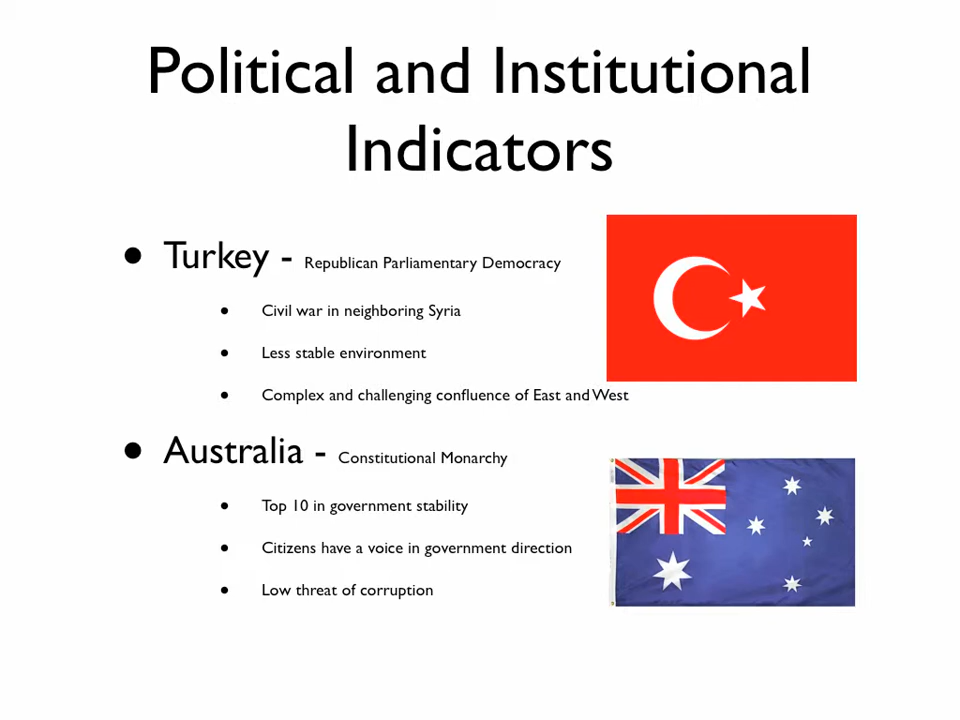 Political and Institutional
Indicators
• Turkey - Republican Parliamentary Democracy
• Civil war in neighboring Syria
• Less stable environment
• Complex and challenging confluence of East and West
• Australia - Constitutional Monarchy
• Top 10 in government stability
• Citizens have a voice in government direction
• Low threat of corruption